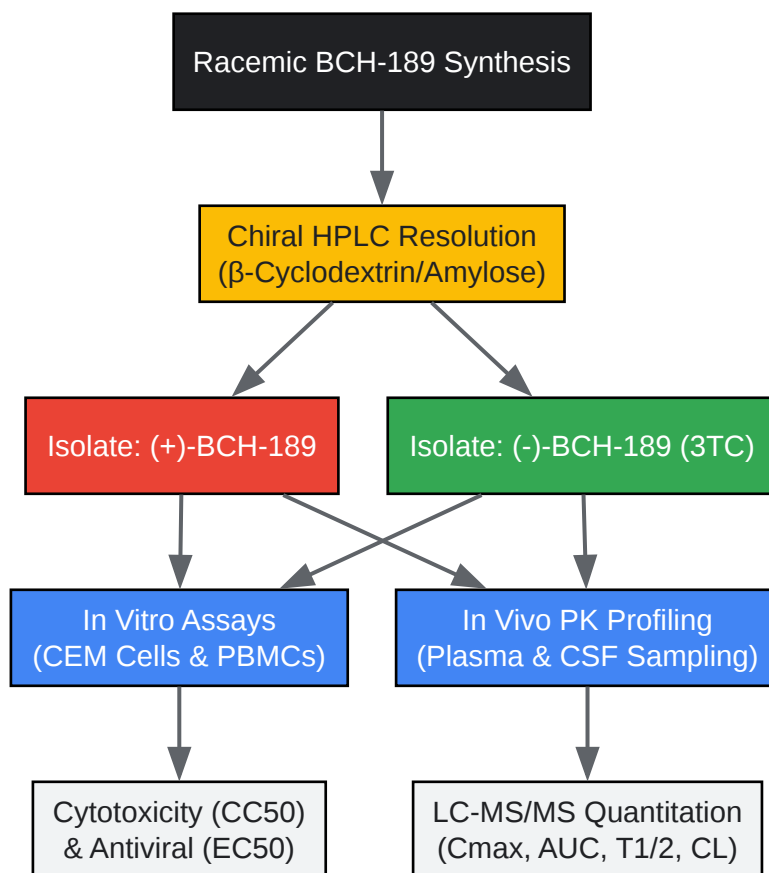 Racemic BCH-189 Synthesis
Chiral HPLC Resolution
(β-Cyclodextrin/Amylose)
Isolate: (+)-BCH-189
Isolate: (-)-BCH-189 (3TC)
In Vitro Assays
(CEM Cells & PBMCs)
In Vivo PK Profiling
(Plasma & CSF Sampling)
Cytotoxicity (CC50)
& Antiviral (EC50)
LC-MS/MS Quantitation
(Cmax, AUC, T1/2, CL)